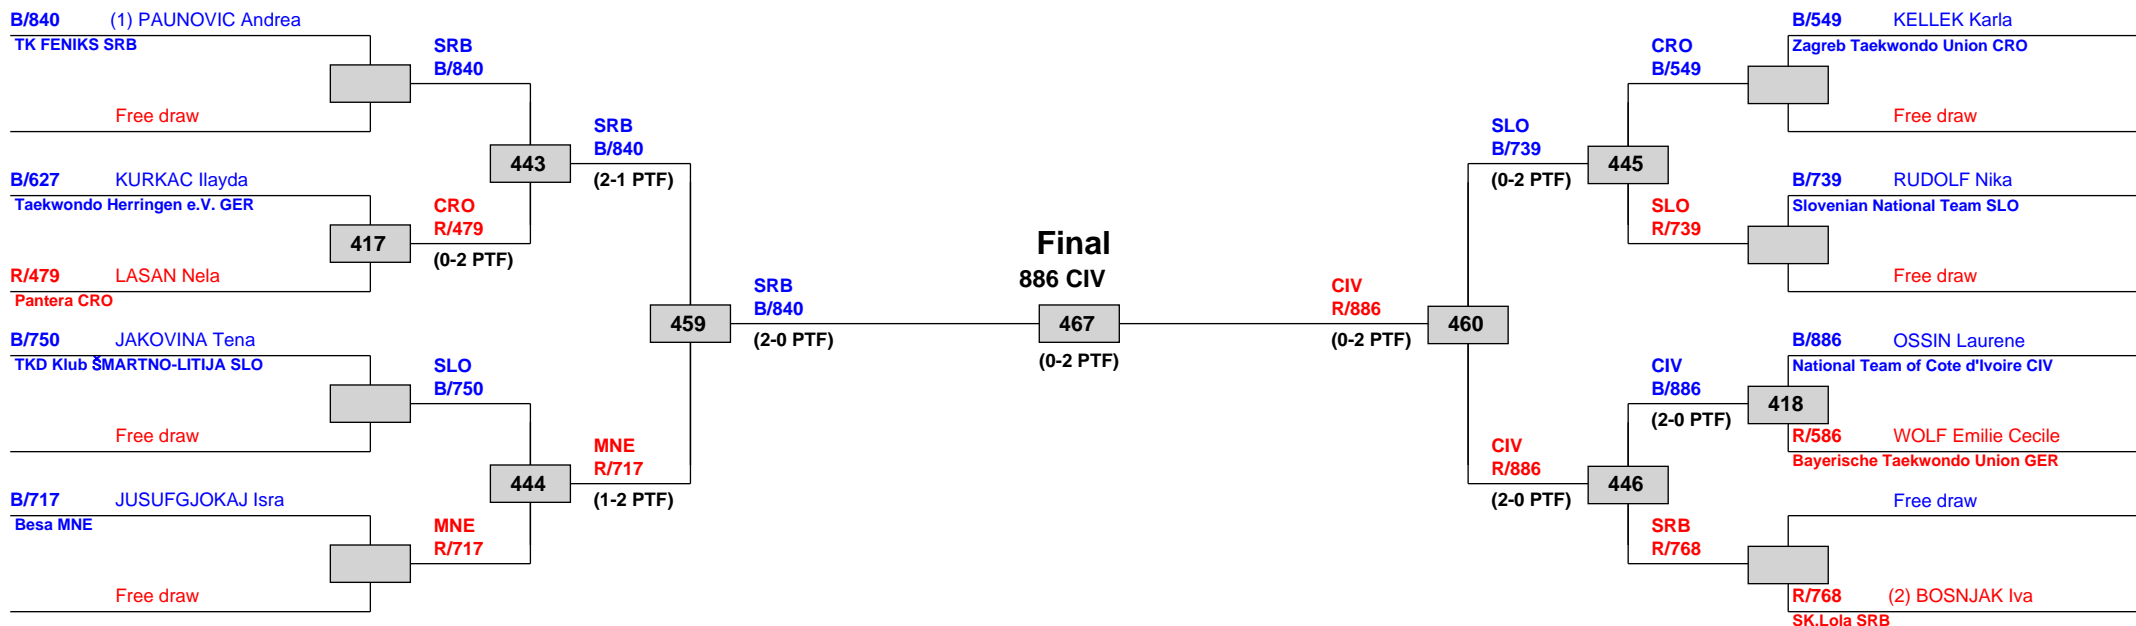 B/840 (1) PAUNOVIC Andrea
TK FENIKS SRB
Free draw
B/627 KURKAC Ilayda
Taekwondo Herringen e.V. GER
R/479 LASAN Nela
Pantera CRO
B/750 JAKOVINA Tena
TKD Klub ŠMARTNO-LITIJA SLO
Free draw
B/717 JUSUFGJOKAJ Isra
Besa MNE
Free draw
417
SRB
B/840
CRO
R/479
(0-2 PTF)
SLO
B/750
MNE
R/717
443
444
SRB
B/840
(2-1 PTF)
MNE
R/717
(1-2 PTF)
459
SRB
B/840
(2-0 PTF)
Final
886 CIV
467
(0-2 PTF)
CIV
R/886
(0-2 PTF)
460
SLO
B/739
(0-2 PTF)
CIV
R/886
(2-0 PTF)
445
446
CRO
B/549
SLO
R/739
CIV
B/886
(2-0 PTF)
SRB
R/768
418
B/549 KELLEK Karla
Zagreb Taekwondo Union CRO
Free draw
B/739 RUDOLF Nika
Slovenian National Team SLO
Free draw
B/886 OSSIN Laurene
National Team of Cote d'Ivoire CIV
R/586 WOLF Emilie Cecile
Bayerische Taekwondo Union GER
Free draw
R/768 (2) BOSNJAK Iva
SK.Lola SRB